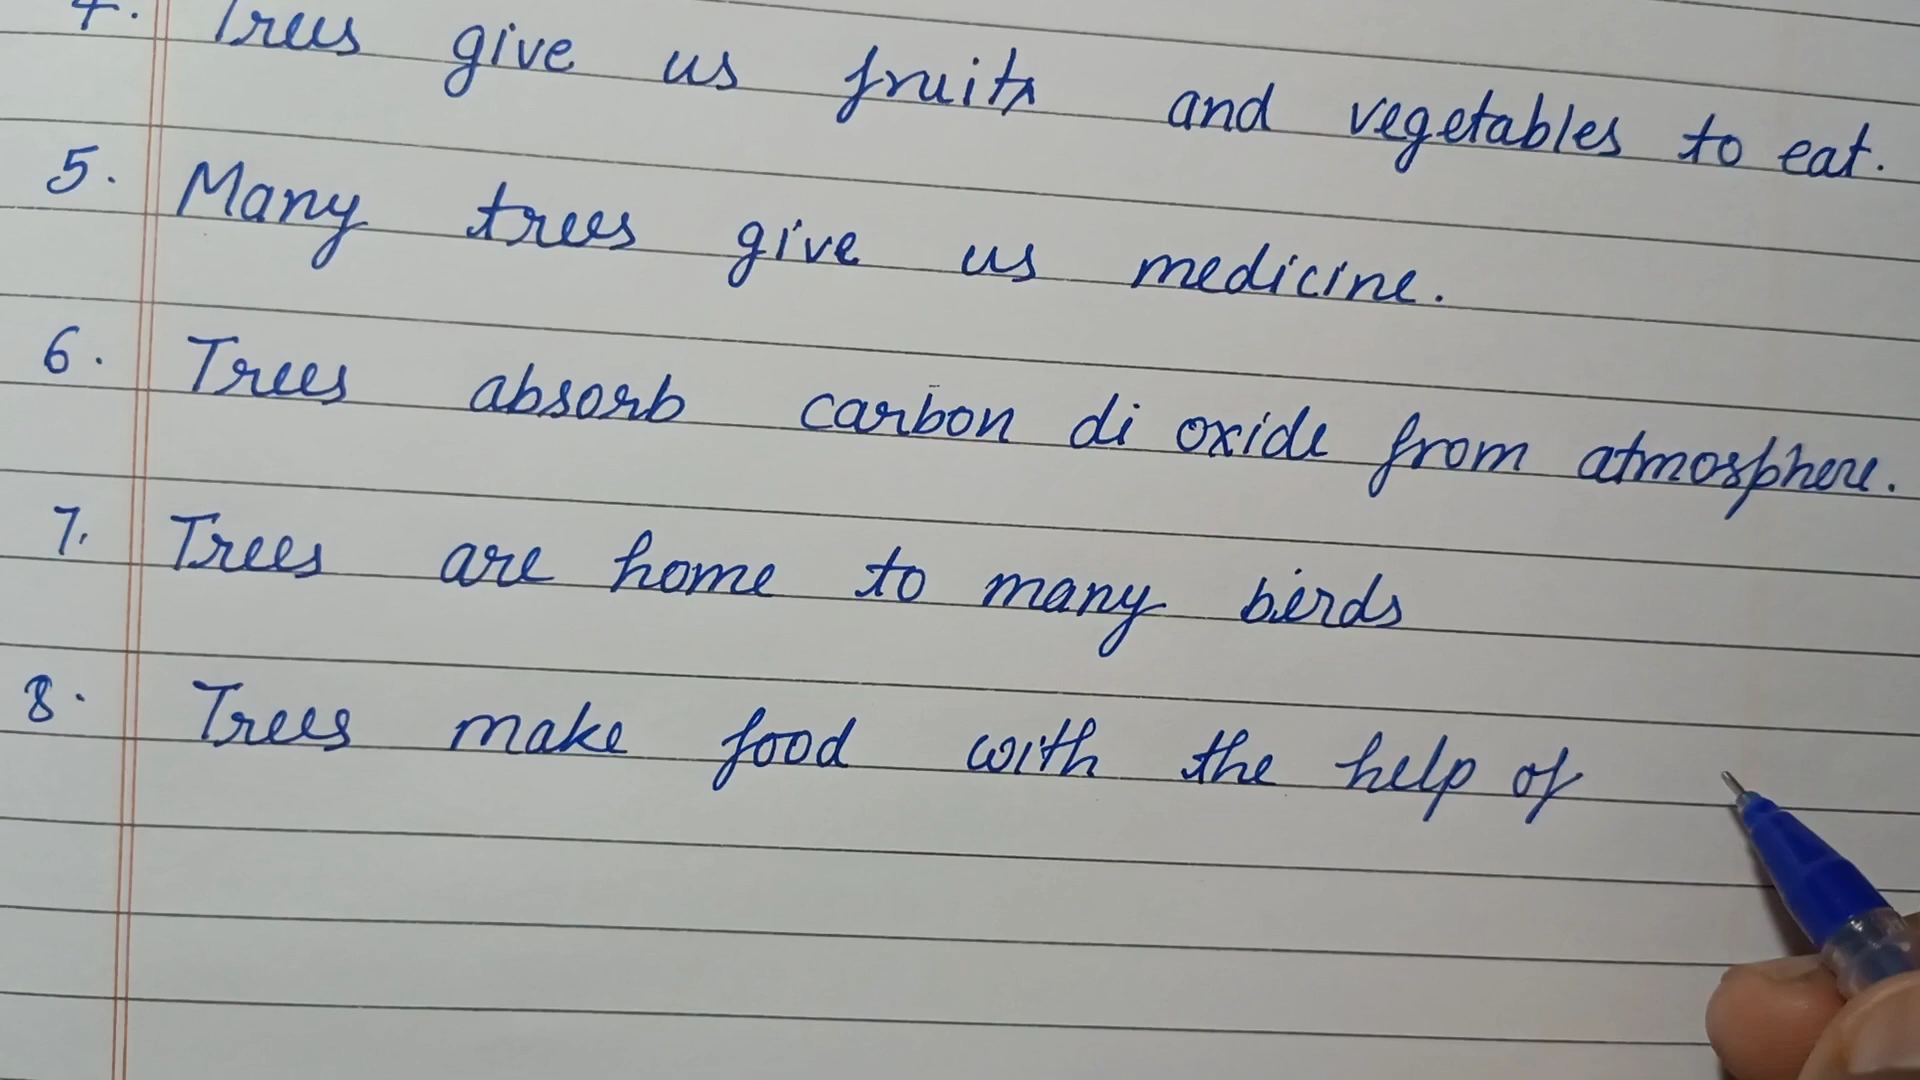 4. Trees give us fruits and vegetables to eat.
5. Many trees give us medicine.
6. Trees absorb carbon di oxide from atmosphere.
7. Trees are home to many birds
8. Trees make food with the help of